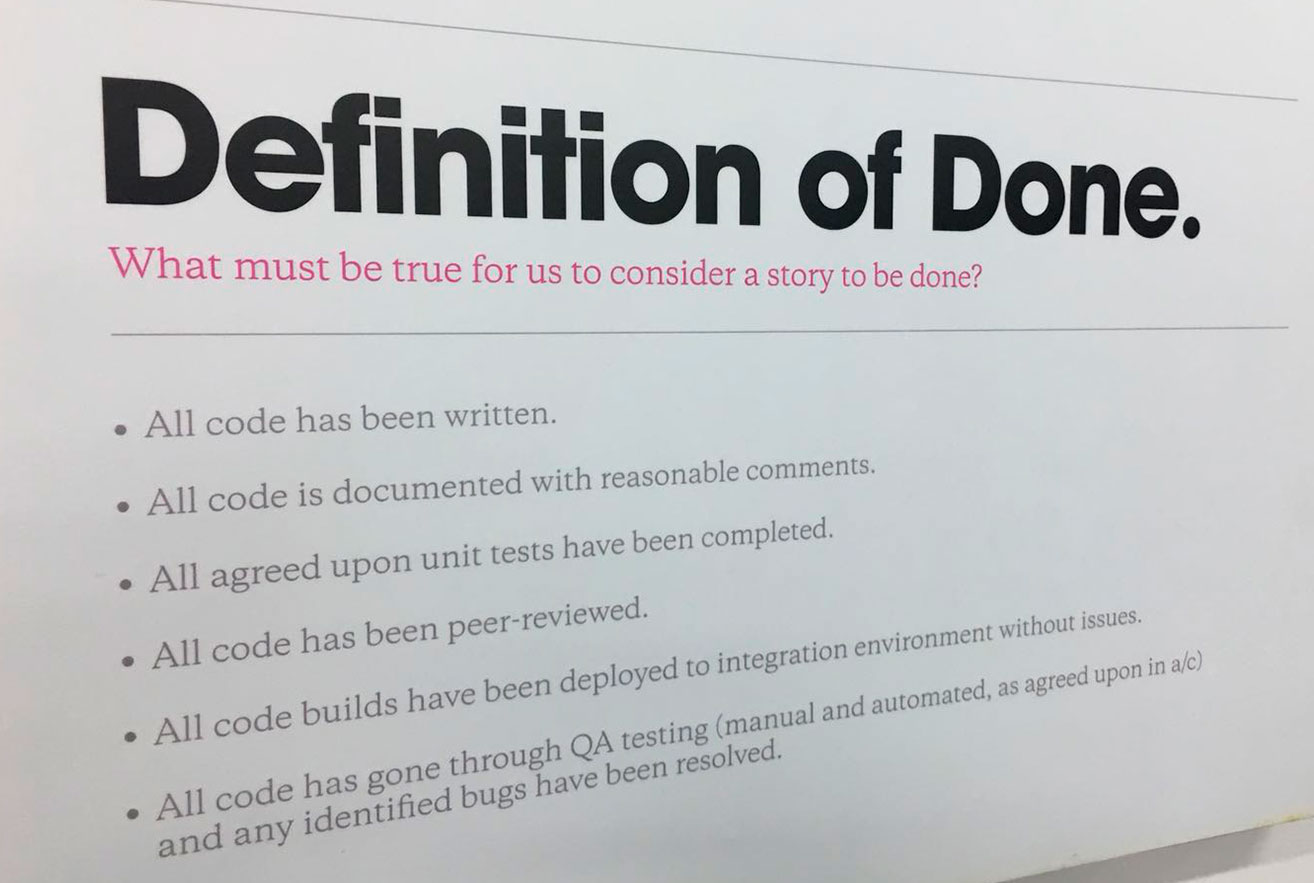 Definition of Done.
What must be true for us to consider a story to be done?
• All code has been written.
• All code is documented with reasonable comments.
• All agreed upon unit tests have been completed.
• All code has been peer-reviewed.
• All code builds have been deployed to integration environment without issues.
• All code has gone through QA testing (manual and automated, as agreed upon in a/c)
and any identified bugs have been resolved.